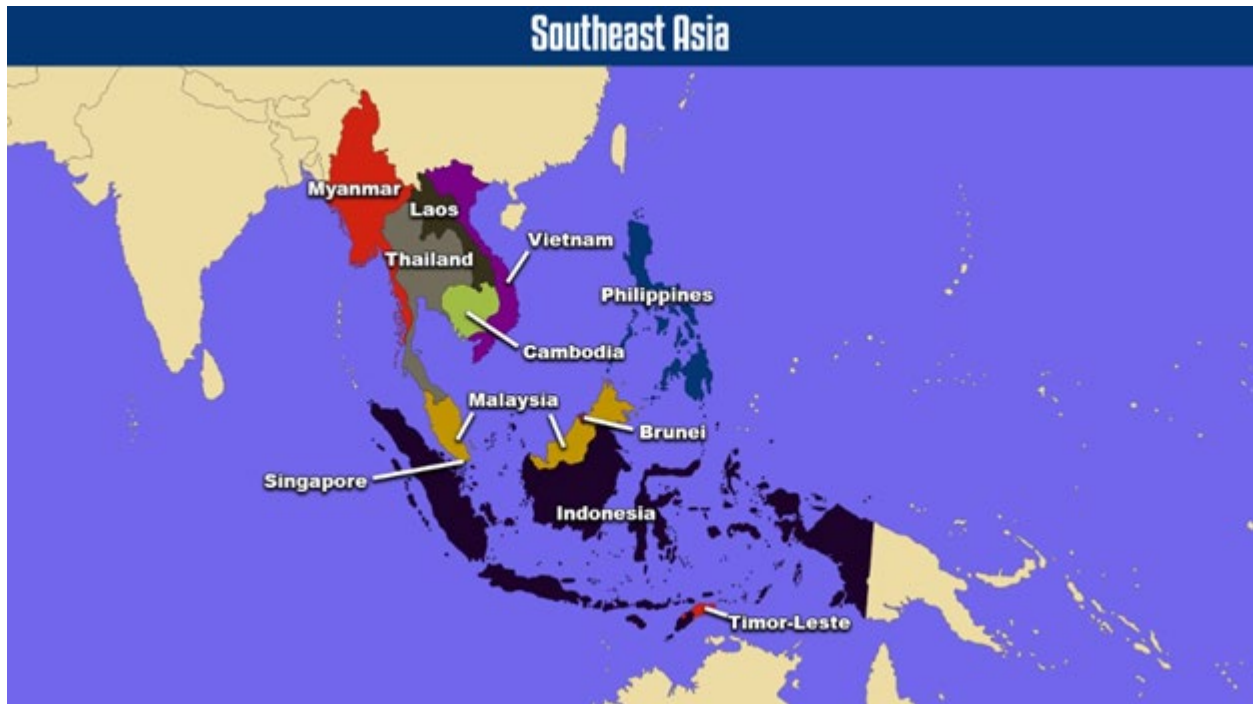 Southeast Asia
Myanmar
Laos
Vietnam
Thailand
Philippines
Cambodia
Malaysia
Brunei
Singapore
Indonesia
Timor-Leste